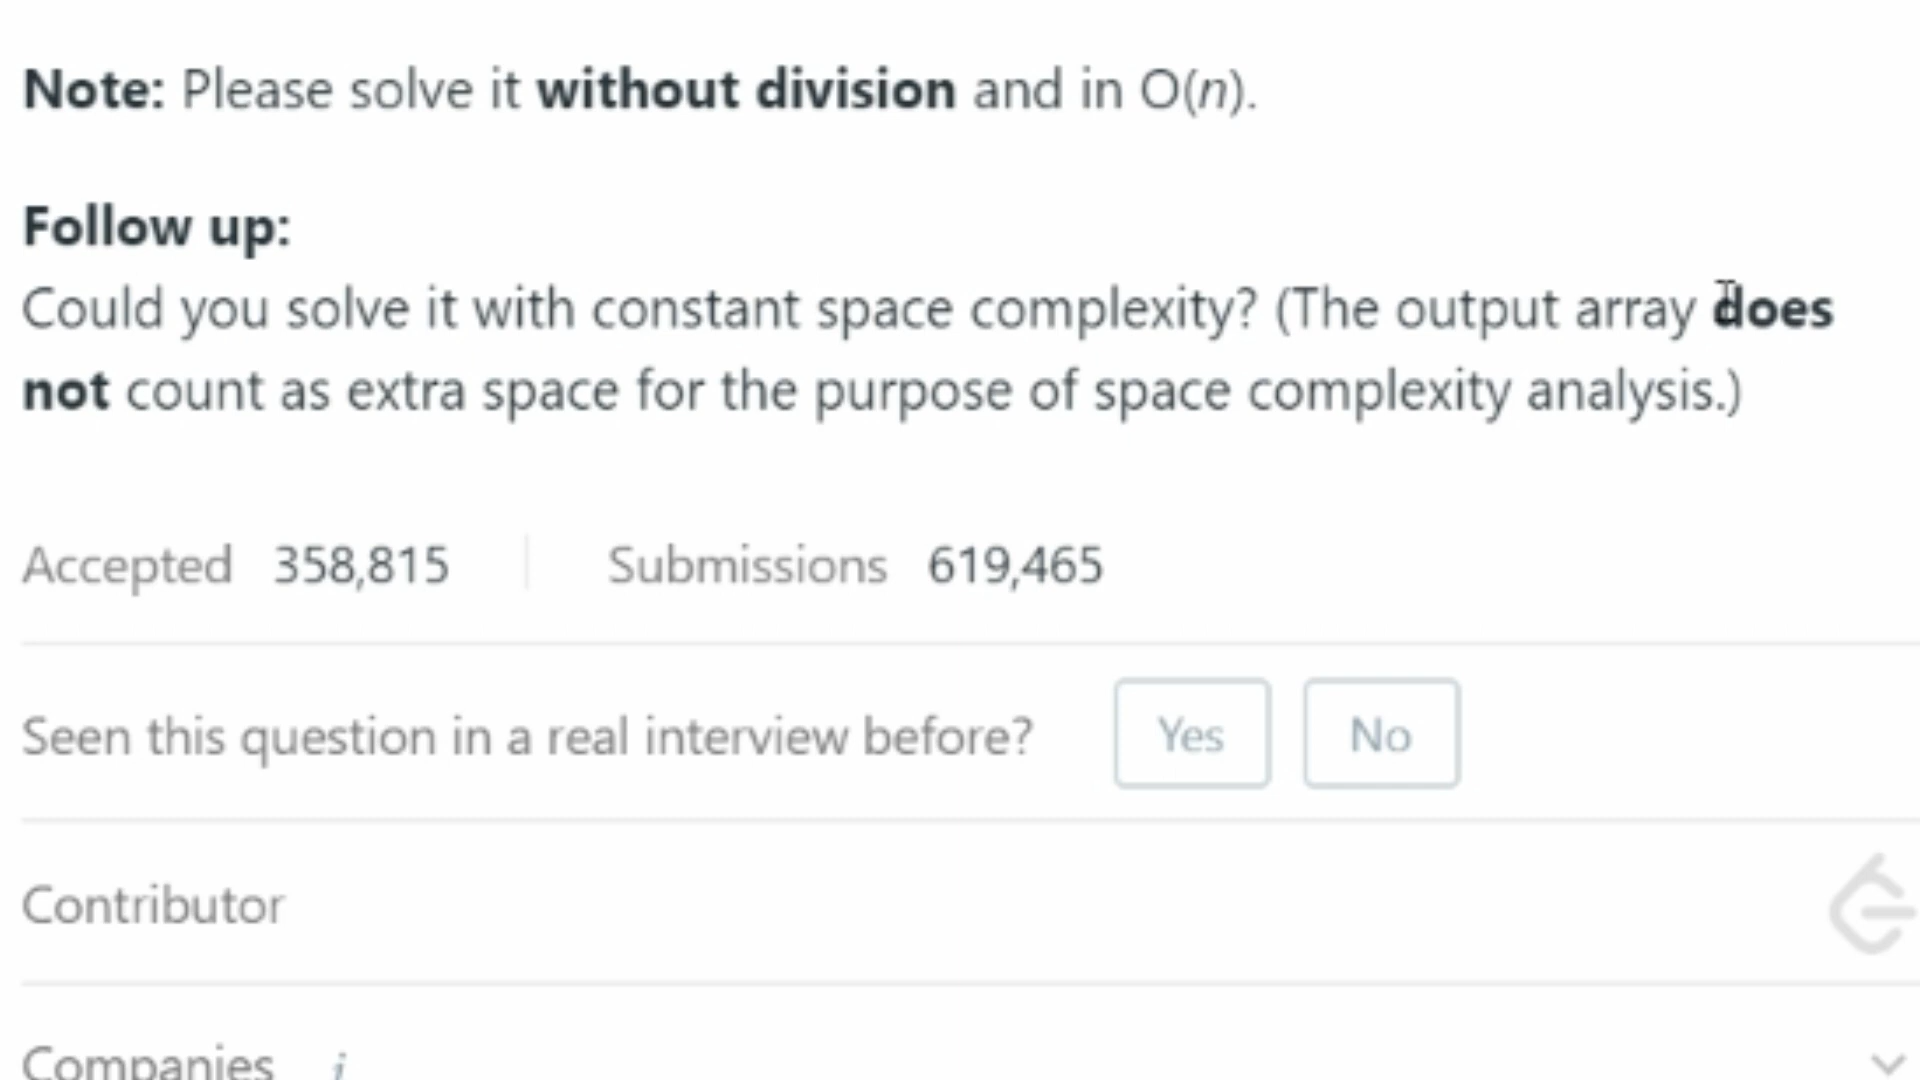 Note: Please solve it without division and in O(n).
Follow up:
Could you solve it with constant space complexity? (The output array does
not count as extra space for the purpose of space complexity analysis.)
Accepted 358,815 Submissions 619,465
Seen this question in a real interview before? Yes No
Contributor
Companies i